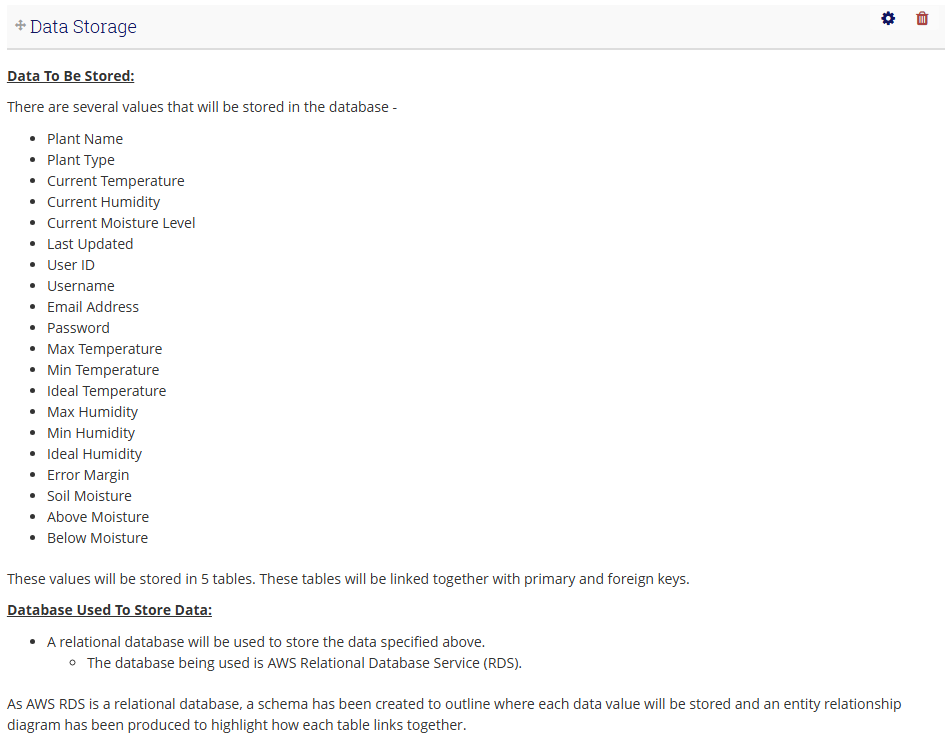 Data Storage
Data To Be Stored:
There are several values that will be stored in the database -
Plant Name
Plant Type
Current Temperature
Current Humidity
Current Moisture Level
Last Updated
User ID
Username
Email Address
Password
Max Temperature
Min Temperature
Ideal Temperature
Max Humidity
Min Humidity
Ideal Humidity
Error Margin
Soil Moisture
Above Moisture
Below Moisture
These values will be stored in 5 tables. These tables will be linked together with primary and foreign keys.
Database Used To Store Data:
A relational database will be used to store the data specified above.
The database being used is AWS Relational Database Service (RDS).
As AWS RDS is a relational database, a schema has been created to outline where each data value will be stored and an entity relationship
diagram has been produced to highlight how each table links together.